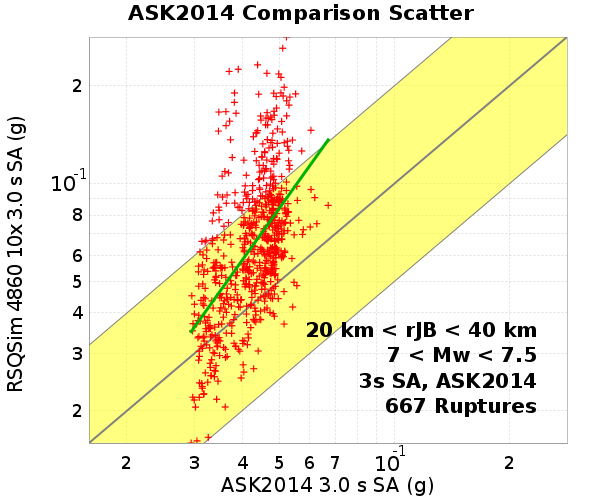 ASK2014 Comparison Scatter
RSQSim 4860 10x 3.0 s SA (g)
2
10-1
8
6
5
4
3
2
20 km < rJB < 40 km
7 < Mw < 7.5
3s SA, ASK2014
667 Ruptures
2 3 4 5 6 7 10-1 2
ASK2014 3.0 s SA (g)